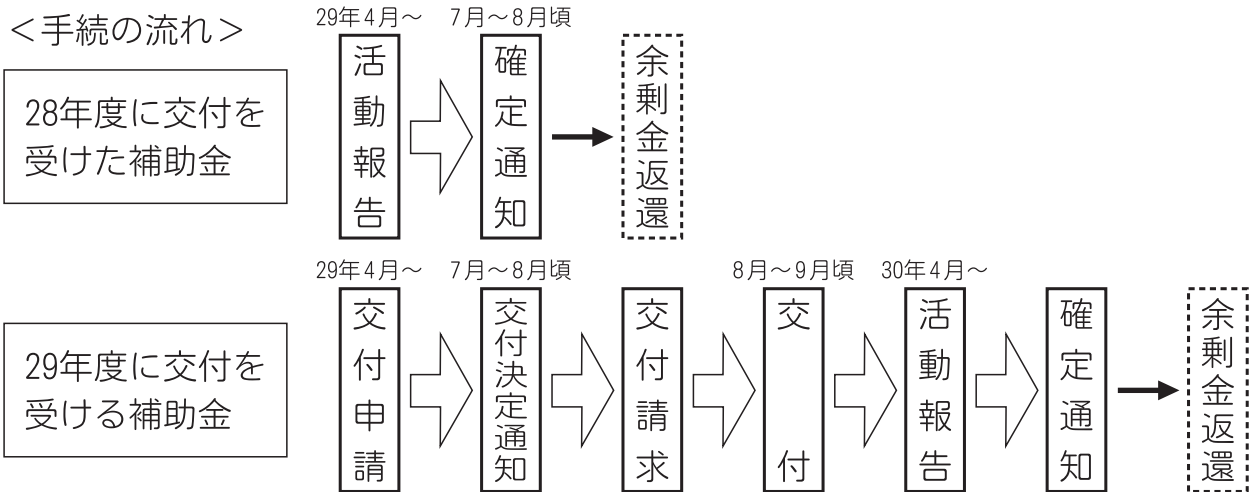 ＜手続の流れ＞
28年度に交付を
受けた補助金
29年４月～
活動報告
７月～８月頃
確定通知
余剰金返還
29年度に交付を
受ける補助金
29年４月～
交付申請
７月～８月頃
交付決定通知
交付請求
８月～９月頃
交付
30年４月～
活動報告
確定通知
余剰金返還